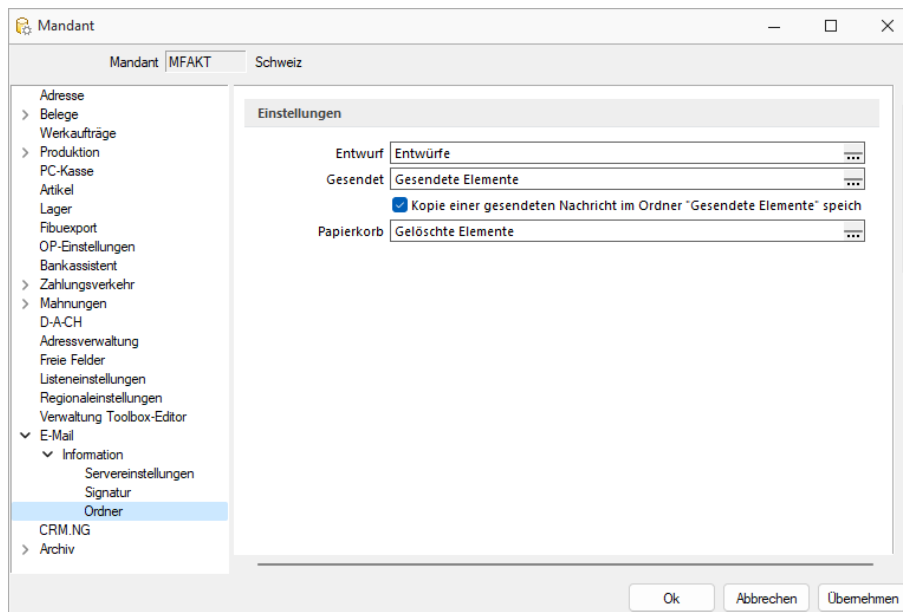 Mandant
Mandant MFAKT Schweiz
Adresse
Belege
Werkaufträge
Produktion
PC-Kasse
Artikel
Lager
Fibuexport
OP-Einstellungen
Bankassistent
Zahlungsverkehr
Mahnungen
D-A-CH
Adressverwaltung
Freie Felder
Listeneinstellungen
Regionaleinstellungen
Verwaltung Toolbox-Editor
E-Mail
Information
Servereinstellungen
Signatur
Ordner
CRM.NG
Archiv
Einstellungen
Entwurf Entwürfe ...
Gesendet Gesendete Elemente ...
Kopie einer gesendeten Nachricht im Ordner "Gesendete Elemente" speich
Papierkorb Gelöschte Elemente ...
Ok Abbrechen Übernehmen